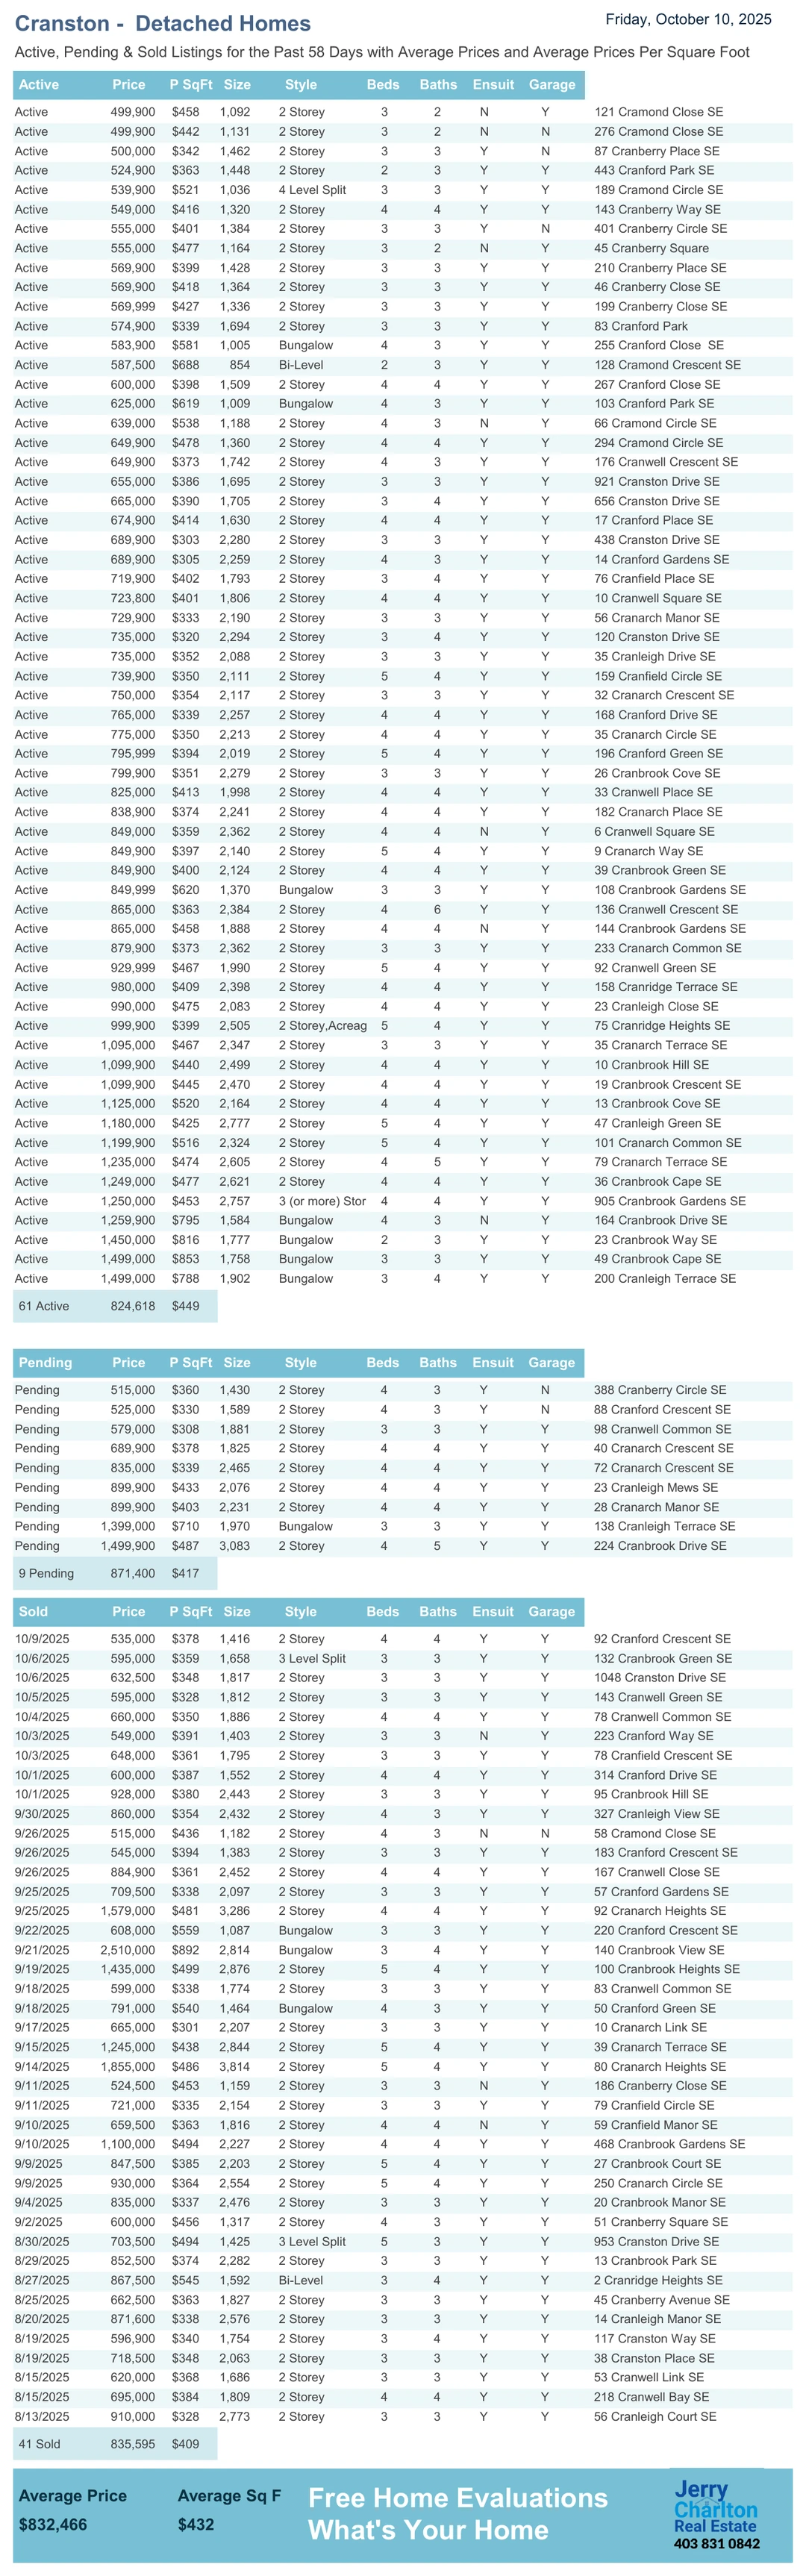 Cranston - Detached Homes
Friday, October 10, 2025
Active, Pending & Sold Listings for the Past 58 Days with Average Prices and Average Prices Per Square Foot
Active Price P SqFt Size Style Beds Baths Ensuit Garage
Active 499,900 $458 1,092 2 Storey 3 2 N Y 121 Cramond Close SE
Active 499,900 $442 1,131 2 Storey 3 2 N N 276 Cramond Close SE
Active 500,000 $342 1,462 2 Storey 3 3 Y N 87 Cranberry Place SE
Active 524,900 $363 1,448 2 Storey 2 3 Y Y 443 Cranford Park SE
Active 539,900 $521 1,036 4 Level Split 3 3 Y Y 189 Cramond Circle SE
Active 549,000 $416 1,320 2 Storey 4 4 Y Y 143 Cranberry Way SE
Active 555,000 $401 1,384 2 Storey 3 3 Y N 401 Cranberry Circle SE
Active 555,000 $477 1,164 2 Storey 3 2 N Y 45 Cranberry Square
Active 569,900 $399 1,428 2 Storey 3 3 Y Y 210 Cranberry Place SE
Active 569,900 $418 1,364 2 Storey 3 3 Y Y 46 Cranberry Close SE
Active 569,999 $427 1,336 2 Storey 3 3 Y Y 199 Cranberry Close SE
Active 574,900 $339 1,694 2 Storey 3 3 Y Y 83 Cranford Park
Active 583,900 $581 1,005 Bungalow 4 3 Y Y 255 Cranford Close SE
Active 587,500 $688 854 Bi-Level 2 3 Y Y 128 Cramond Crescent SE
Active 600,000 $398 1,509 2 Storey 4 4 Y Y 267 Cranford Close SE
Active 625,000 $619 1,009 Bungalow 4 3 Y Y 103 Cranford Park SE
Active 639,000 $538 1,188 2 Storey 4 3 N Y 66 Cramond Circle SE
Active 649,900 $478 1,360 2 Storey 4 4 Y Y 294 Cramond Circle SE
Active 649,900 $373 1,742 2 Storey 4 3 Y Y 176 Cranwell Crescent SE
Active 655,000 $386 1,695 2 Storey 3 3 Y Y 921 Cranston Drive SE
Active 665,000 $390 1,705 2 Storey 3 4 Y Y 656 Cranston Drive SE
Active 674,900 $414 1,630 2 Storey 4 4 Y Y 17 Cranford Place SE
Active 689,900 $303 2,280 2 Storey 3 3 Y Y 438 Cranston Drive SE
Active 689,900 $305 2,259 2 Storey 4 3 Y Y 14 Cranford Gardens SE
Active 719,900 $402 1,793 2 Storey 3 4 Y Y 76 Cranfield Place SE
Active 723,800 $401 1,806 2 Storey 4 4 Y Y 10 Cranwell Square SE
Active 729,900 $333 2,190 2 Storey 3 3 Y Y 56 Cranarch Manor SE
Active 735,000 $320 2,294 2 Storey 3 4 Y Y 120 Cranston Drive SE
Active 735,000 $352 2,088 2 Storey 3 3 Y Y 35 Cranleigh Drive SE
Active 739,900 $350 2,111 2 Storey 5 4 Y Y 159 Cranfield Circle SE
Active 750,000 $354 2,117 2 Storey 3 3 Y Y 32 Cranarch Crescent SE
Active 765,000 $339 2,257 2 Storey 4 4 Y Y 168 Cranford Drive SE
Active 775,000 $350 2,213 2 Storey 4 4 Y Y 35 Cranarch Circle SE
Active 795,999 $394 2,019 2 Storey 5 4 Y Y 196 Cranford Green SE
Active 799,900 $351 2,279 2 Storey 3 3 Y Y 26 Cranbrook Cove SE
Active 825,000 $413 1,998 2 Storey 4 4 Y Y 33 Cranwell Place SE
Active 838,900 $374 2,241 2 Storey 4 4 Y Y 182 Cranarch Place SE
Active 849,000 $359 2,362 2 Storey 4 4 N Y 6 Cranwell Square SE
Active 849,900 $397 2,140 2 Storey 5 4 Y Y 9 Cranarch Way SE
Active 849,900 $400 2,124 2 Storey 4 4 Y Y 39 Cranbrook Green SE
Active 849,999 $620 1,370 Bungalow 3 3 Y Y 108 Cranbrook Gardens SE
Active 865,000 $363 2,384 2 Storey 4 6 Y Y 136 Cranwell Crescent SE
Active 865,000 $458 1,888 2 Storey 4 4 N Y 144 Cranbrook Gardens SE
Active 879,900 $373 2,362 2 Storey 3 3 Y Y 233 Cranarch Common SE
Active 929,999 $467 1,990 2 Storey 5 4 Y Y 92 Cranwell Green SE
Active 980,000 $409 2,398 2 Storey 4 4 Y Y 158 Cranridge Terrace SE
Active 990,000 $475 2,083 2 Storey 4 4 Y Y 23 Cranleigh Close SE
Active 999,900 $399 2,505 2 Storey,Acreag 5 4 Y Y 75 Cranridge Heights SE
Active 1,095,000 $467 2,347 2 Storey 3 3 Y Y 35 Cranarch Terrace SE
Active 1,099,900 $440 2,499 2 Storey 4 4 Y Y 10 Cranbrook Hill SE
Active 1,099,900 $445 2,470 2 Storey 4 4 Y Y 19 Cranbrook Crescent SE
Active 1,125,000 $520 2,164 2 Storey 4 4 Y Y 13 Cranbrook Cove SE
Active 1,180,000 $425 2,777 2 Storey 5 4 Y Y 47 Cranleigh Green SE
Active 1,199,900 $516 2,324 2 Storey 5 4 Y Y 101 Cranarch Common SE
Active 1,235,000 $474 2,605 2 Storey 4 5 Y Y 79 Cranarch Terrace SE
Active 1,249,000 $477 2,621 2 Storey 4 4 Y Y 36 Cranbrook Cape SE
Active 1,250,000 $453 2,757 3 (or more) Stor 4 4 Y Y 905 Cranbrook Gardens SE
Active 1,259,900 $795 1,584 Bungalow 4 3 N Y 164 Cranbrook Drive SE
Active 1,450,000 $816 1,777 Bungalow 2 3 Y Y 23 Cranbrook Way SE
Active 1,499,000 $853 1,758 Bungalow 3 3 Y Y 49 Cranbrook Cape SE
Active 1,499,000 $788 1,902 Bungalow 3 4 Y Y 200 Cranleigh Terrace SE
61 Active 824,618 $449
Pending Price P SqFt Size Style Beds Baths Ensuit Garage
Pending 515,000 $360 1,430 2 Storey 4 3 Y N 388 Cranberry Circle SE
Pending 525,000 $330 1,589 2 Storey 4 3 Y N 88 Cranford Crescent SE
Pending 579,000 $308 1,881 2 Storey 3 3 Y Y 98 Cranwell Common SE
Pending 689,900 $378 1,825 2 Storey 4 4 Y Y 40 Cranarch Crescent SE
Pending 835,000 $339 2,465 2 Storey 4 4 Y Y 72 Cranarch Crescent SE
Pending 899,900 $433 2,076 2 Storey 4 4 Y Y 23 Cranleigh Mews SE
Pending 899,900 $403 2,231 2 Storey 4 4 Y Y 28 Cranarch Manor SE
Pending 1,399,000 $710 1,970 Bungalow 3 3 Y Y 138 Cranleigh Terrace SE
Pending 1,499,900 $487 3,083 2 Storey 4 5 Y Y 224 Cranbrook Drive SE
9 Pending 871,400 $417
Sold Price P SqFt Size Style Beds Baths Ensuit Garage
10/9/2025 535,000 $378 1,416 2 Storey 4 4 Y Y 92 Cranford Crescent SE
10/6/2025 595,000 $359 1,658 3 Level Split 3 3 Y Y 132 Cranbrook Green SE
10/6/2025 632,500 $348 1,817 2 Storey 3 3 Y Y 1048 Cranston Drive SE
10/5/2025 595,000 $328 1,812 2 Storey 3 3 Y Y 143 Cranwell Green SE
10/4/2025 660,000 $350 1,886 2 Storey 4 4 Y Y 78 Cranwell Common SE
10/3/2025 549,000 $391 1,403 2 Storey 3 3 N Y 223 Cranford Way SE
10/3/2025 648,000 $361 1,795 2 Storey 3 3 Y Y 78 Cranfield Crescent SE
10/1/2025 600,000 $387 1,552 2 Storey 4 4 Y Y 314 Cranford Drive SE
10/1/2025 928,000 $380 2,443 2 Storey 3 3 Y Y 95 Cranbrook Hill SE
9/30/2025 860,000 $354 2,432 2 Storey 4 3 Y Y 327 Cranleigh View SE
9/26/2025 515,000 $436 1,182 2 Storey 4 3 N N 58 Cramond Close SE
9/26/2025 545,000 $394 1,383 2 Storey 3 3 Y Y 183 Cranford Crescent SE
9/26/2025 884,900 $361 2,452 2 Storey 4 4 Y Y 167 Cranwell Close SE
9/25/2025 709,500 $338 2,097 2 Storey 3 3 Y Y 57 Cranford Gardens SE
9/25/2025 1,579,000 $481 3,286 2 Storey 4 4 Y Y 92 Cranarch Heights SE
9/22/2025 608,000 $559 1,087 Bungalow 3 3 Y Y 220 Cranford Crescent SE
9/21/2025 2,510,000 $892 2,814 Bungalow 3 4 Y Y 140 Cranbrook View SE
9/19/2025 1,435,000 $499 2,876 2 Storey 5 4 Y Y 100 Cranbrook Heights SE
9/18/2025 599,000 $338 1,774 2 Storey 3 3 Y Y 83 Cranwell Common SE
9/18/2025 791,000 $540 1,464 Bungalow 4 3 Y Y 50 Cranford Green SE
9/17/2025 665,000 $301 2,207 2 Storey 3 3 Y Y 10 Cranarch Link SE
9/15/2025 1,245,000 $438 2,844 2 Storey 5 4 Y Y 39 Cranarch Terrace SE
9/14/2025 1,855,000 $486 3,814 2 Storey 5 4 Y Y 80 Cranarch Heights SE
9/11/2025 524,500 $453 1,159 2 Storey 3 3 N Y 186 Cranberry Close SE
9/11/2025 721,000 $335 2,154 2 Storey 3 3 Y Y 79 Cranfield Circle SE
9/10/2025 659,500 $363 1,816 2 Storey 4 4 N Y 59 Cranfield Manor SE
9/10/2025 1,100,000 $494 2,227 2 Storey 4 4 Y Y 468 Cranbrook Gardens SE
9/9/2025 847,500 $385 2,203 2 Storey 5 4 Y Y 27 Cranbrook Court SE
9/9/2025 930,000 $364 2,554 2 Storey 5 4 Y Y 250 Cranarch Circle SE
9/4/2025 835,000 $337 2,476 2 Storey 3 3 Y Y 20 Cranbrook Manor SE
9/2/2025 600,000 $456 1,317 2 Storey 4 3 Y Y 51 Cranberry Square SE
8/30/2025 703,500 $494 1,425 3 Level Split 5 3 Y Y 953 Cranston Drive SE
8/29/2025 852,500 $374 2,282 2 Storey 3 3 Y Y 13 Cranbrook Park SE
8/27/2025 867,500 $545 1,592 Bi-Level 3 4 Y Y 2 Cranridge Heights SE
8/25/2025 662,500 $363 1,827 2 Storey 3 3 Y Y 45 Cranberry Avenue SE
8/20/2025 871,600 $338 2,576 2 Storey 3 3 Y Y 14 Cranleigh Manor SE
8/19/2025 596,900 $340 1,754 2 Storey 3 4 Y Y 117 Cranston Way SE
8/19/2025 718,500 $348 2,063 2 Storey 3 3 Y Y 38 Cranston Place SE
8/15/2025 620,000 $368 1,686 2 Storey 3 3 Y Y 53 Cranwell Link SE
8/15/2025 695,000 $384 1,809 2 Storey 4 4 Y Y 218 Cranwell Bay SE
8/13/2025 910,000 $328 2,773 2 Storey 3 3 Y Y 56 Cranleigh Court SE
41 Sold 835,595 $409
Average Price Average Sq F
$832,466 $432
Free Home Evaluations
What's Your Home
Jerry
Charlton
Real Estate
403 831 0842